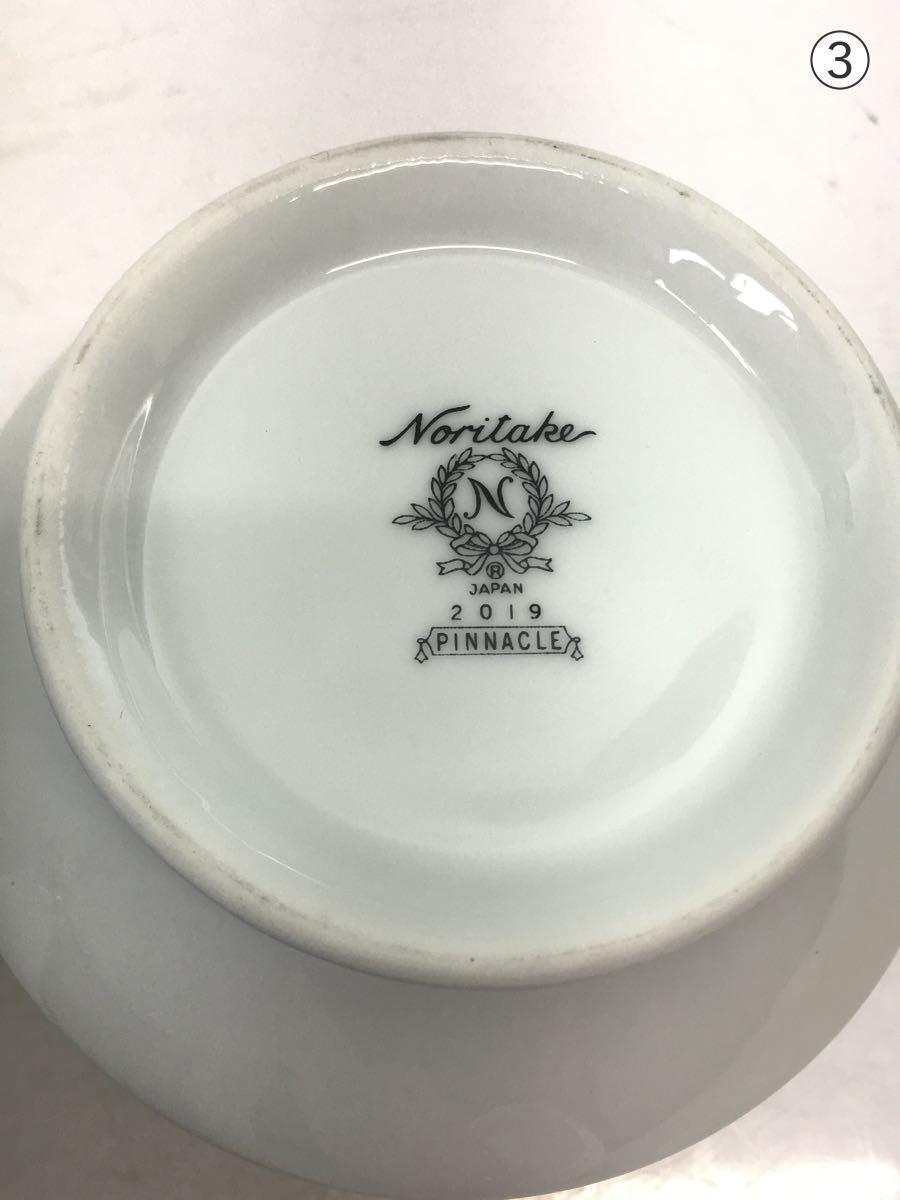 ③
Noritake
N
®
JAPAN
2019
PINNACLE